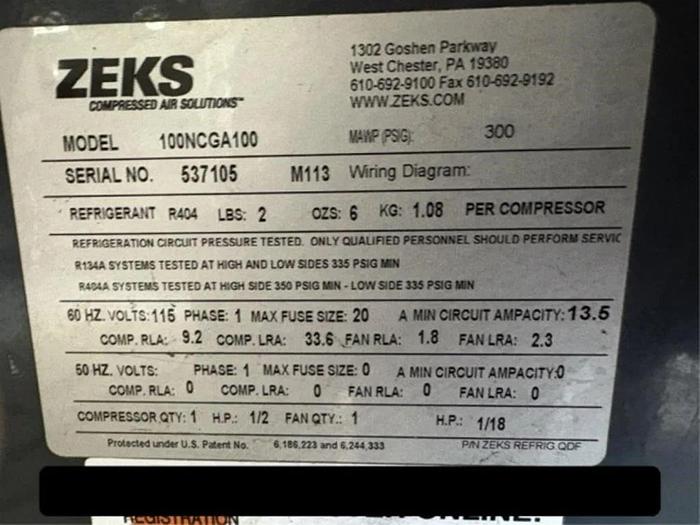 ZEKS
COMPRESSED AIR SOLUTIONS™
1302 Goshen Parkway
West Chester, PA 19380
610-692-9100 Fax 610-692-9192
WWW.ZEKS.COM
MODEL 100NCGA100 MAWP (PSIG): 300
SERIAL NO. 537105 M113 Wiring Diagram:
REFRIGERANT R404 LBS: 2 OZS: 6 KG: 1.08 PER COMPRESSOR
REFRIGERATION CIRCUIT PRESSURE TESTED. ONLY QUALIFIED PERSONNEL SHOULD PERFORM SERVIC
R134A SYSTEMS TESTED AT HIGH AND LOW SIDES 335 PSIG MIN
R404A SYSTEMS TESTED AT HIGH SIDE 350 PSIG MIN - LOW SIDE 335 PSIG MIN
60 HZ. VOLTS: 115 PHASE: 1 MAX FUSE SIZE: 20 A MIN CIRCUIT AMPACITY: 13.5
COMP. RLA: 9.2 COMP. LRA: 33.6 FAN RLA: 1.8 FAN LRA: 2.3
50 HZ. VOLTS: PHASE: 1 MAX FUSE SIZE: 0 A MIN CIRCUIT AMPACITY:0
COMP. RLA: 0 COMP. LRA: 0 FAN RLA: 0 FAN LRA: 0
COMPRESSOR QTY: 1 H.P.: 1/2 FAN QTY.: 1 H.P.: 1/18
Protected under U.S. Patent No. 6,186,223 and 6,244,333 P/N ZEKS REFRIG QDF
REGISTRATION ONLINE.